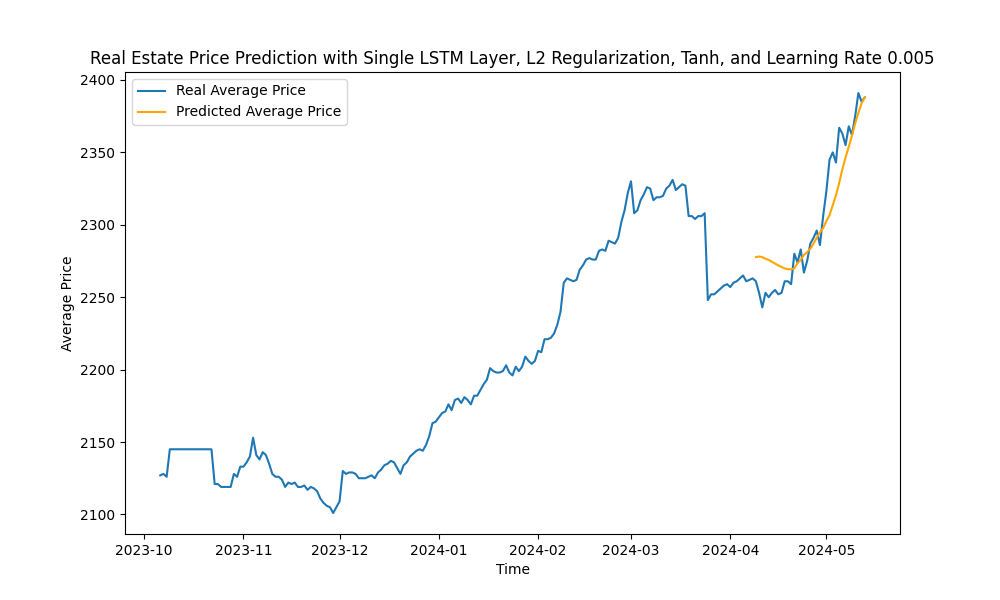 Real Estate Price Prediction with Single LSTM Layer, L2 Regularization, Tanh, and Learning Rate 0.005
Real Average Price
Predicted Average Price
2400
2350
2300
2250
2200
2150
2100
Average Price
2023-10 2023-11 2023-12 2024-01 2024-02 2024-03 2024-04 2024-05
Time